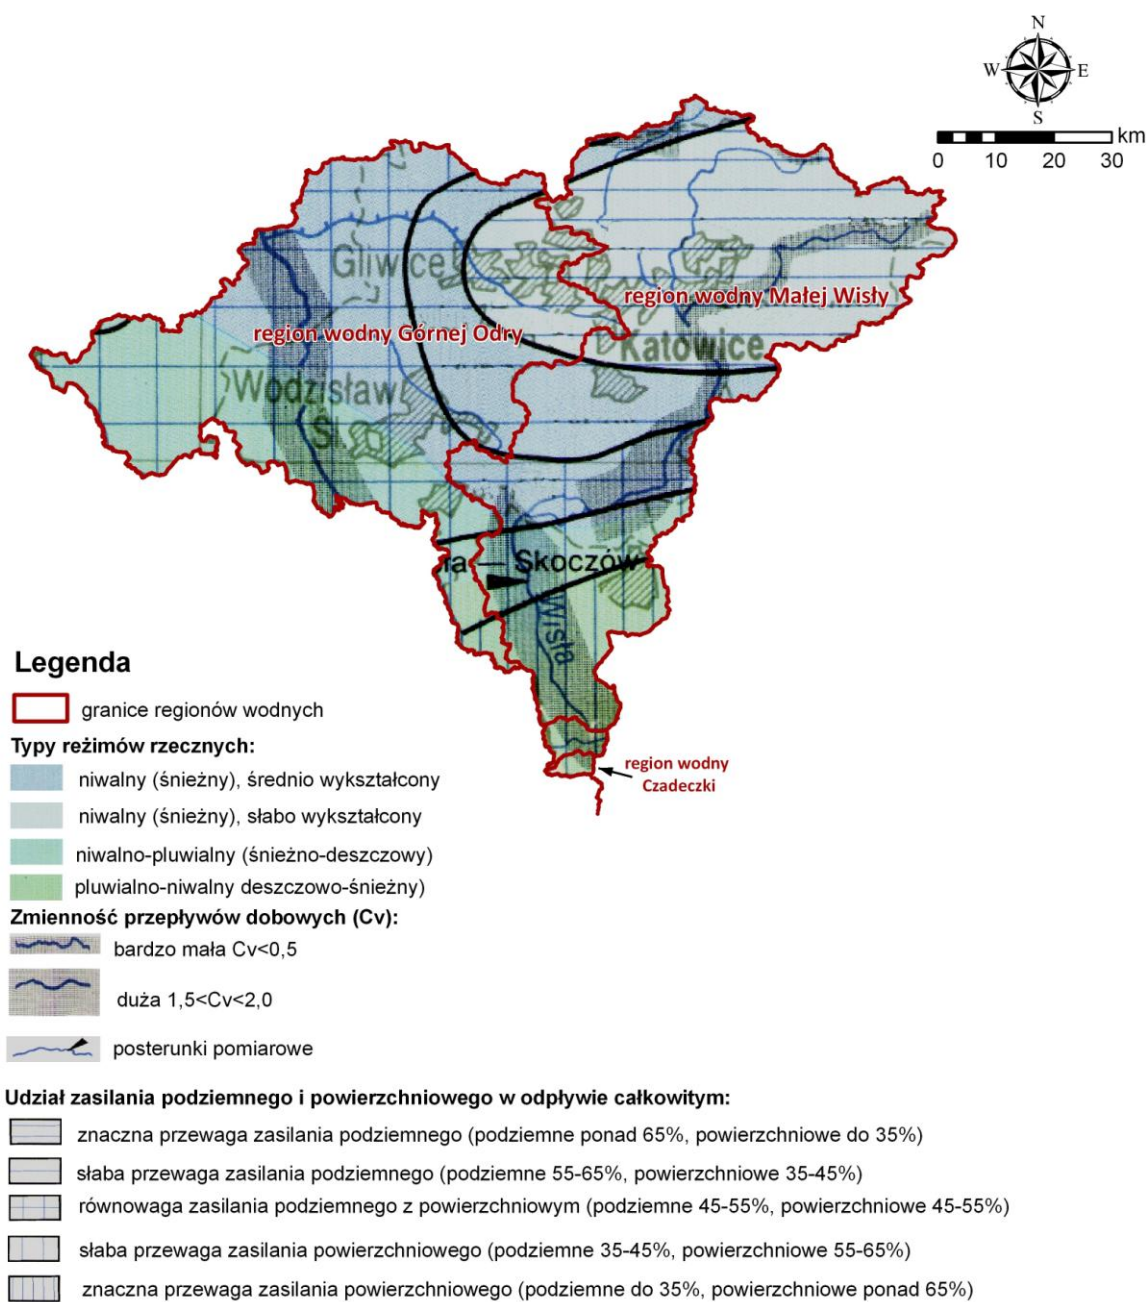 N
W E
S
km
0 10 20 30
Gliwice
region wodny Małej Wisły
region wodny Górnej Odry
Katowice
Wodzisław
Śl.
ra — Skoczów
Wisła
Legenda
granice regionów wodnych
region wodny
Czadeczki
Typy reżimów rzecznych:
niwalny (śnieżny), średnio wykształcony
niwalny (śnieżny), słabo wykształcony
niwalno-pluwialny (śnieżno-deszczowy)
pluwialno-niwalny deszczowo-śnieżny)
Zmienność przepływów dobowych (Cv):
bardzo mała Cv<0,5
duża 1,5<Cv<2,0
posterunki pomiarowe
Udział zasilania podziemnego i powierzchniowego w odpływie całkowitym:
znaczna przewaga zasilania podziemnego (podziemne ponad 65%, powierzchniowe do 35%)
słaba przewaga zasilania podziemnego (podziemne 55-65%, powierzchniowe 35-45%)
równowaga zasilania podziemnego z powierzchniowym (podziemne 45-55%, powierzchniowe 45-55%)
słaba przewaga zasilania powierzchniowego (podziemne 35-45%, powierzchniowe 55-65%)
znaczna przewaga zasilania powierzchniowego (podziemne do 35%, powierzchniowe ponad 65%)